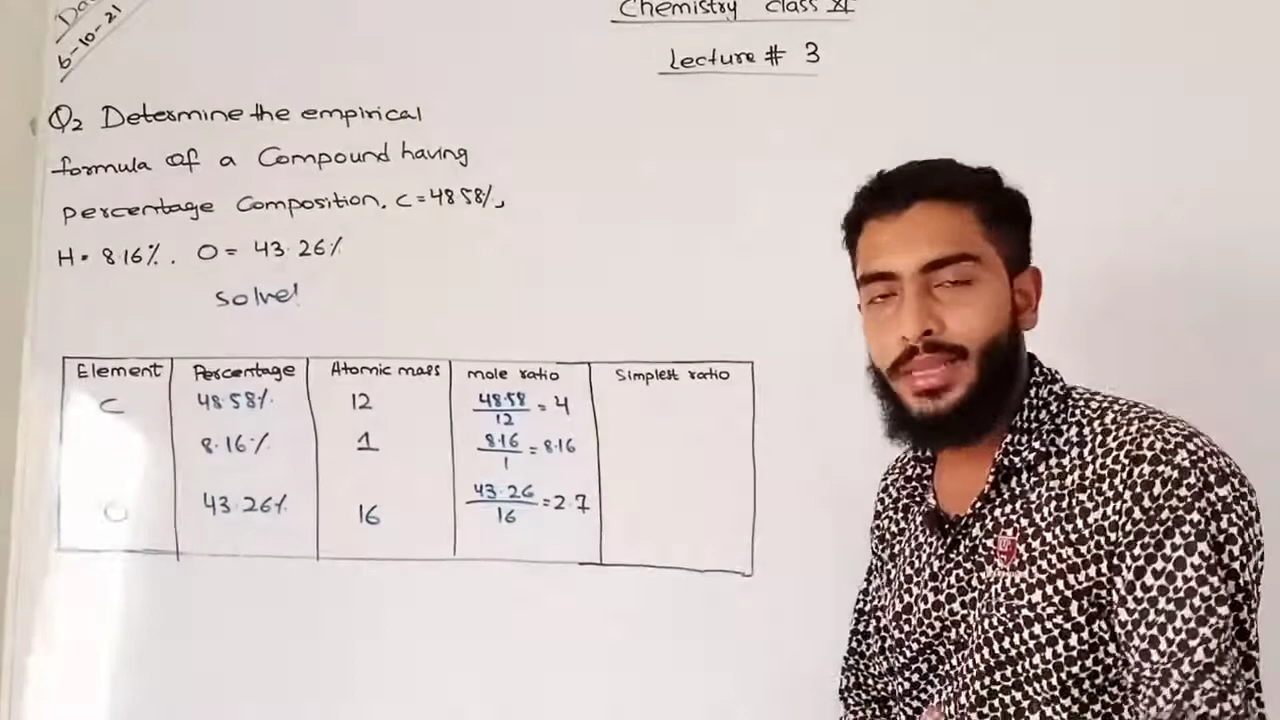 6-10-21
Chemistry Class XI
Lecture # 3
Q2 Determine the empirical
formula of a Compound having
percentage Composition. C = 48.58%,
H = 8.16%. O = 43.26%
Solve!
Element Percentage Atomic mass mole ratio Simplest ratio
C 48.58% 12 48.58/12 = 4
8.16% 1 8.16/1 = 8.16
O 43.26% 16 43.26/16 = 2.7